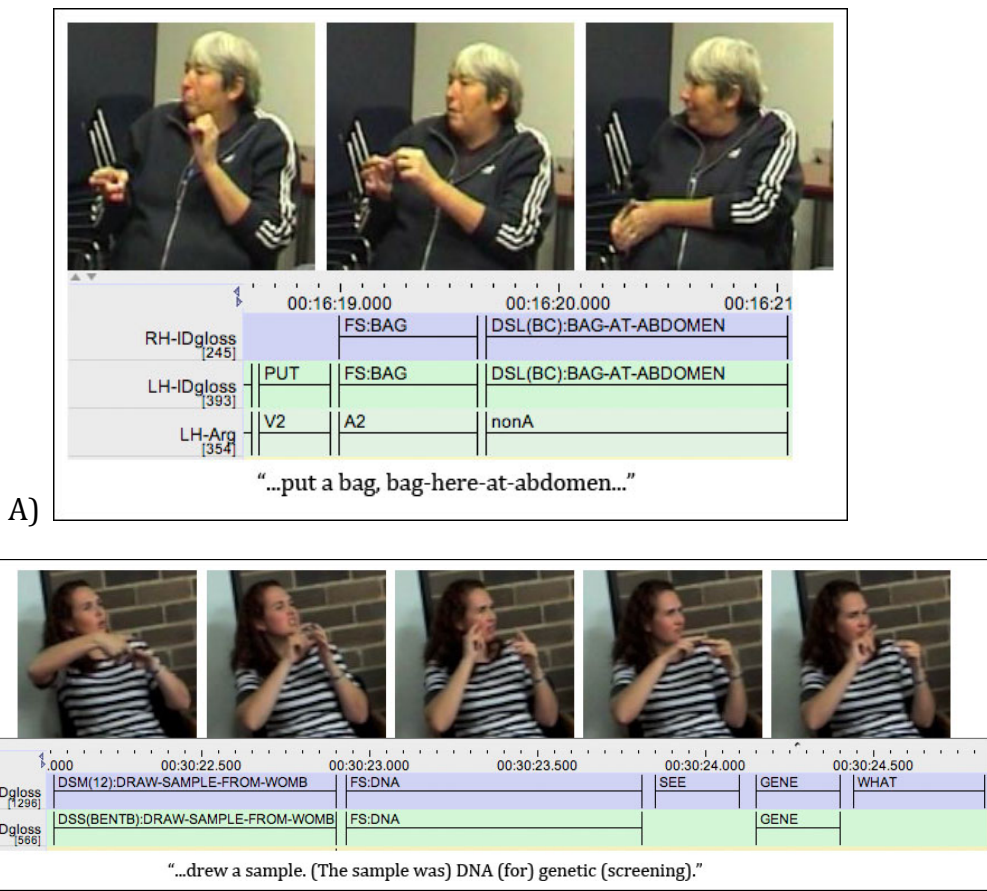 00:16:19.000 00:16:20.000 00:16:21
RH-IDgloss FS:BAG DSL(BC):BAG-AT-ABDOMEN
[245]
LH-IDgloss PUT FS:BAG DSL(BC):BAG-AT-ABDOMEN
[393]
LH-Arg V2 A2 nonA
[354]
“...put a bag, bag-here-at-abdomen...”
A)
.000 00:30:22.500 00:30:23.000 00:30:23.500 00:30:24.000 00:30:24.500
Dgloss DSM(12):DRAW-SAMPLE-FROM-WOMB FS:DNA SEE GENE WHAT
[1296]
Dgloss DSS(BENTB):DRAW-SAMPLE-FROM-WOMB FS:DNA GENE
[566]
“...drew a sample. (The sample was) DNA (for) genetic (screening).”